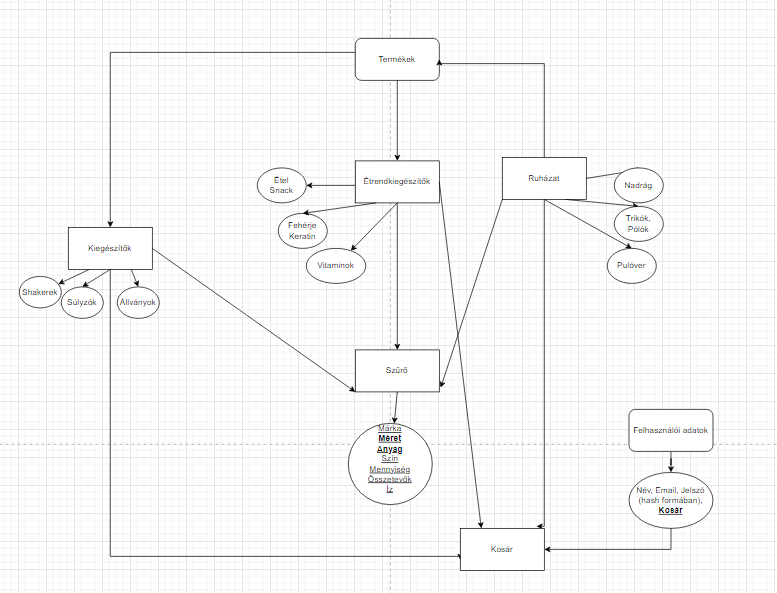 Termékek
Étel
Snack
Étrendkiegészítők
Ruházat
Nadrág
Fehérje
Keratin
Trikók,
Pólók
Kiegészítők
Vitaminok
Pulóver
Shakerek
Súlyzók
Állványok
Szűrő
Márka
Méret
Anyag
Szín
Mennyiség
Összetevők
Íz
Felhasználói adatok
Név, Email, Jelszó
(hash formában),
Kosár
Kosár